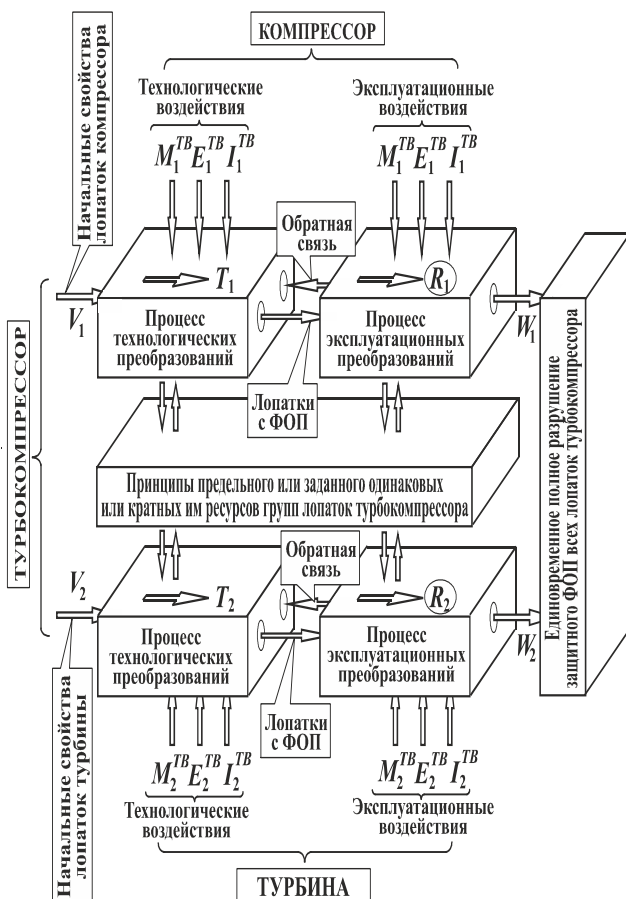 КОМПРЕССОР
Технологические
воздействия
Эксплуатационные
воздействия
M₁ᵀᴮ E₁ᵀᴮ I₁ᵀᴮ
M₁ᵀᴮ E₁ᵀᴮ I₁ᵀᴮ
Начальные свойства
лопаток компрессора
Обратная
связь
T₁
R₁
V₁
W₁
Процесс
технологических
преобразований
Процесс
эксплуатационных
преобразований
Лопатки
с ФОП
ТУРБОКОМПРЕССОР
Принципы предельного или заданного одинаковых
или кратных им ресурсов групп лопаток турбокомпрессора
Единовременное полное разрушение
защитного ФОП всех лопаток турбокомпрессора
Обратная
связь
V₂
T₂
R₂
W₂
Процесс
технологических
преобразований
Процесс
эксплуатационных
преобразований
Лопатки
с ФОП
Начальные свойства
лопаток турбины
M₂ᵀᴮ E₂ᵀᴮ I₂ᵀᴮ
M₂ᵀᴮ E₂ᵀᴮ I₂ᵀᴮ
Технологические
воздействия
Эксплуатационные
воздействия
ТУРБИНА